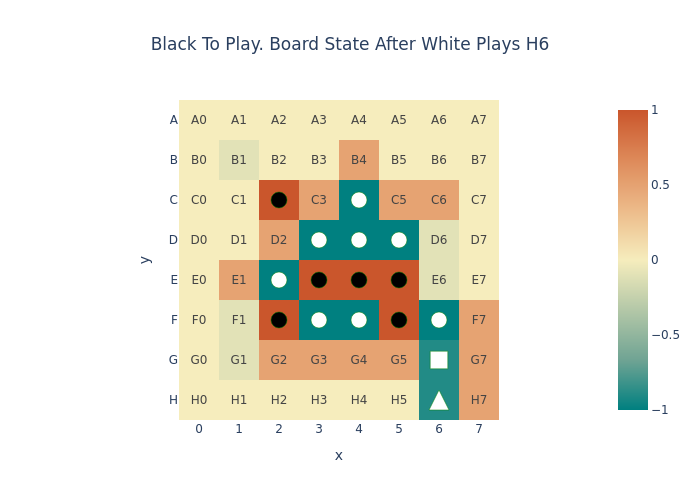 Black To Play. Board State After White Plays H6
A A0 A1 A2 A3 A4 A5 A6 A7
B B0 B1 B2 B3 B4 B5 B6 B7
C C0 C1 C3 C5 C6 C7
D D0 D1 D2 D6 D7
E E0 E1 E6 E7
F F0 F1 F7
G G0 G1 G2 G3 G4 G5 G7
H H0 H1 H2 H3 H4 H5 H7
0 1 2 3 4 5 6 7
x
y
1
0.5
0
−0.5
−1